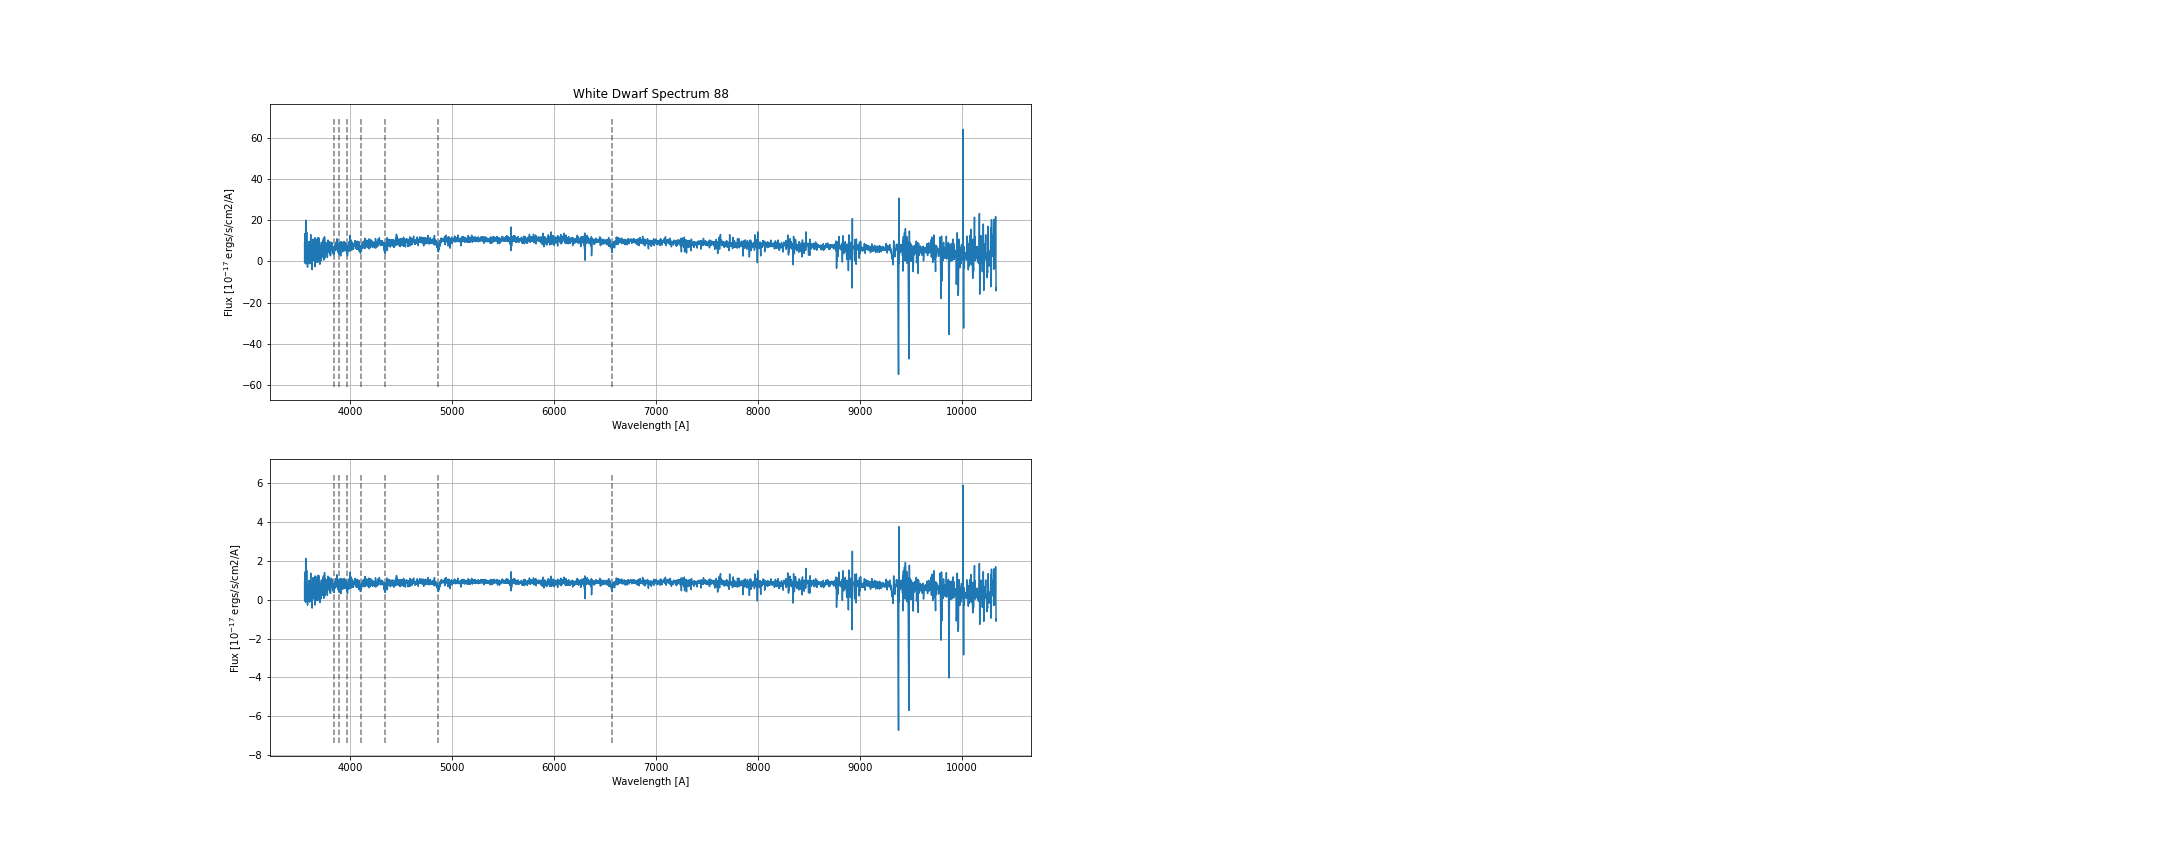 White Dwarf Spectrum 88
60
40
20
0
−20
−40
−60
Flux [10⁻¹⁷ ergs/s/cm2/A]
4000 5000 6000 7000 8000 9000 10000
Wavelength [A]
6
4
2
0
−2
−4
−6
−8
Flux [10⁻¹⁷ ergs/s/cm2/A]
4000 5000 6000 7000 8000 9000 10000
Wavelength [A]